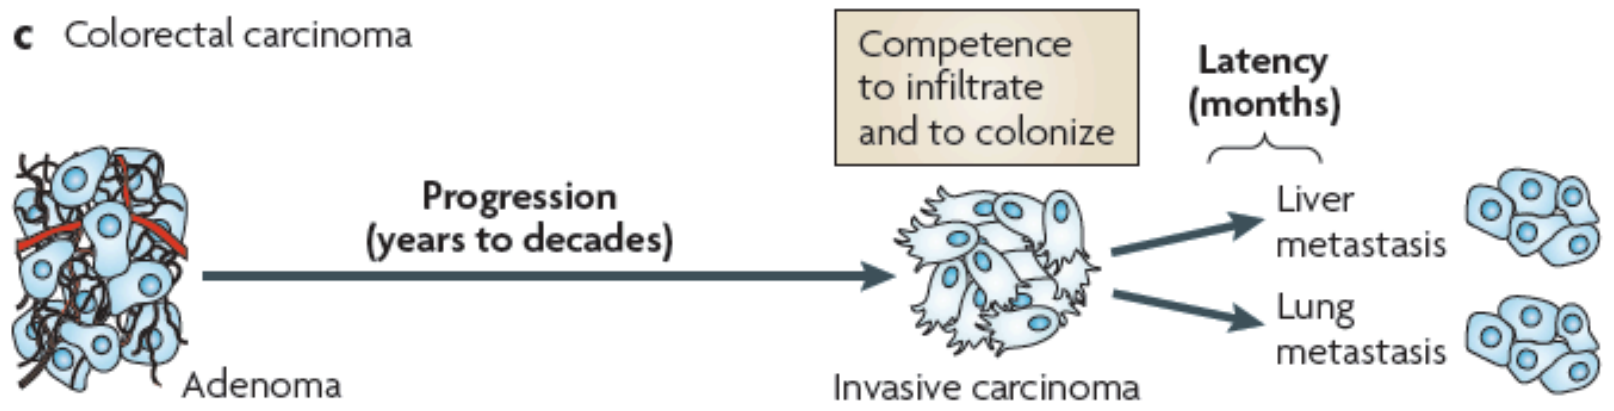 c Colorectal carcinoma
Competence
to infiltrate
and to colonize
Latency
(months)
Progression
(years to decades)
Liver
metastasis
Lung
metastasis
Adenoma
Invasive carcinoma